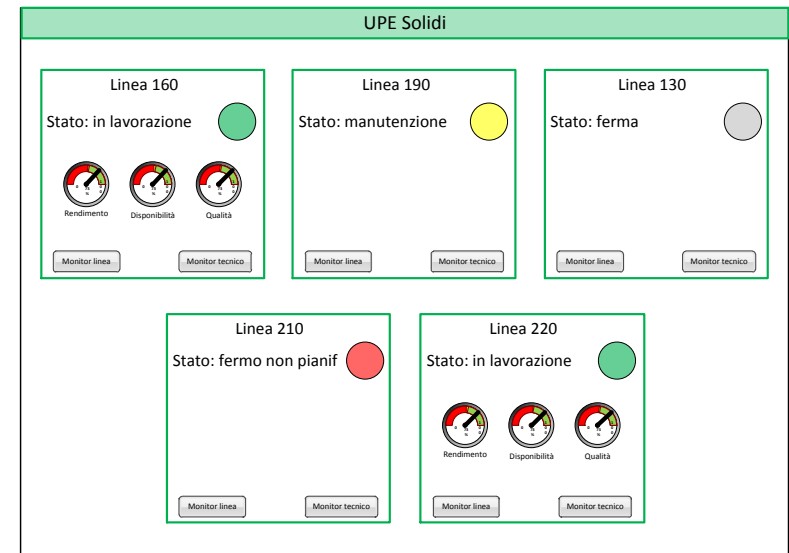 UPE Solidi
Linea 160
Stato: in lavorazione
Rendimento
Disponibilità
Qualità
Monitor linea
Monitor tecnico
Linea 190
Stato: manutenzione
Monitor linea
Monitor tecnico
Linea 130
Stato: ferma
Monitor linea
Monitor tecnico
Linea 210
Stato: fermo non pianif
Monitor linea
Monitor tecnico
Linea 220
Stato: in lavorazione
Rendimento
Disponibilità
Qualità
Monitor linea
Monitor tecnico